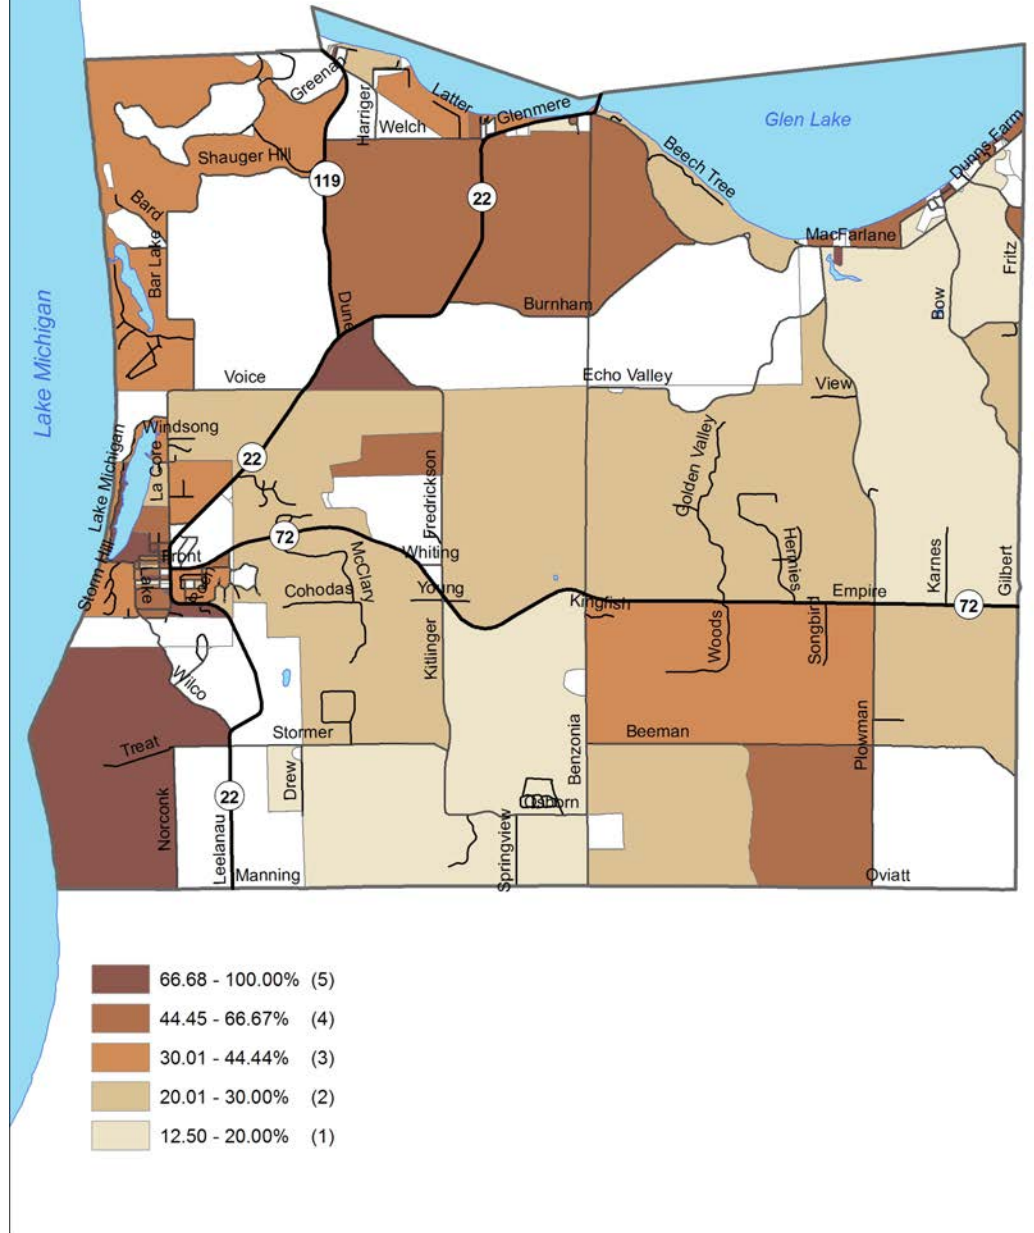 Greenan
Harriger
Latter
Glenmere
Welch
Glen Lake
Dunns Farm
Beech Tree
Shauger Hill
119
22
Bard
Bar Lake
MacFarlane
Fritz
Bow
Lake Michigan
Dune
Burnham
Voice
Echo Valley
View
Windsong
La Core
Lake Michigan
22
Fredrickson
Golden Valley
72
Front
Whiting
McClary
Hermies
Karnes
Gilbert
Storm Hill
Lake
Cohodas
Young
Kingfish
Empire
72
Kitlinger
Woods
Songbird
Wilco
Stormer
Benzonia
Beeman
Plowman
Treat
Drew
22
Osborn
Norconk
Leelanau
Manning
Springview
Oviatt
66.68 - 100.00% (5)
44.45 - 66.67% (4)
30.01 - 44.44% (3)
20.01 - 30.00% (2)
12.50 - 20.00% (1)